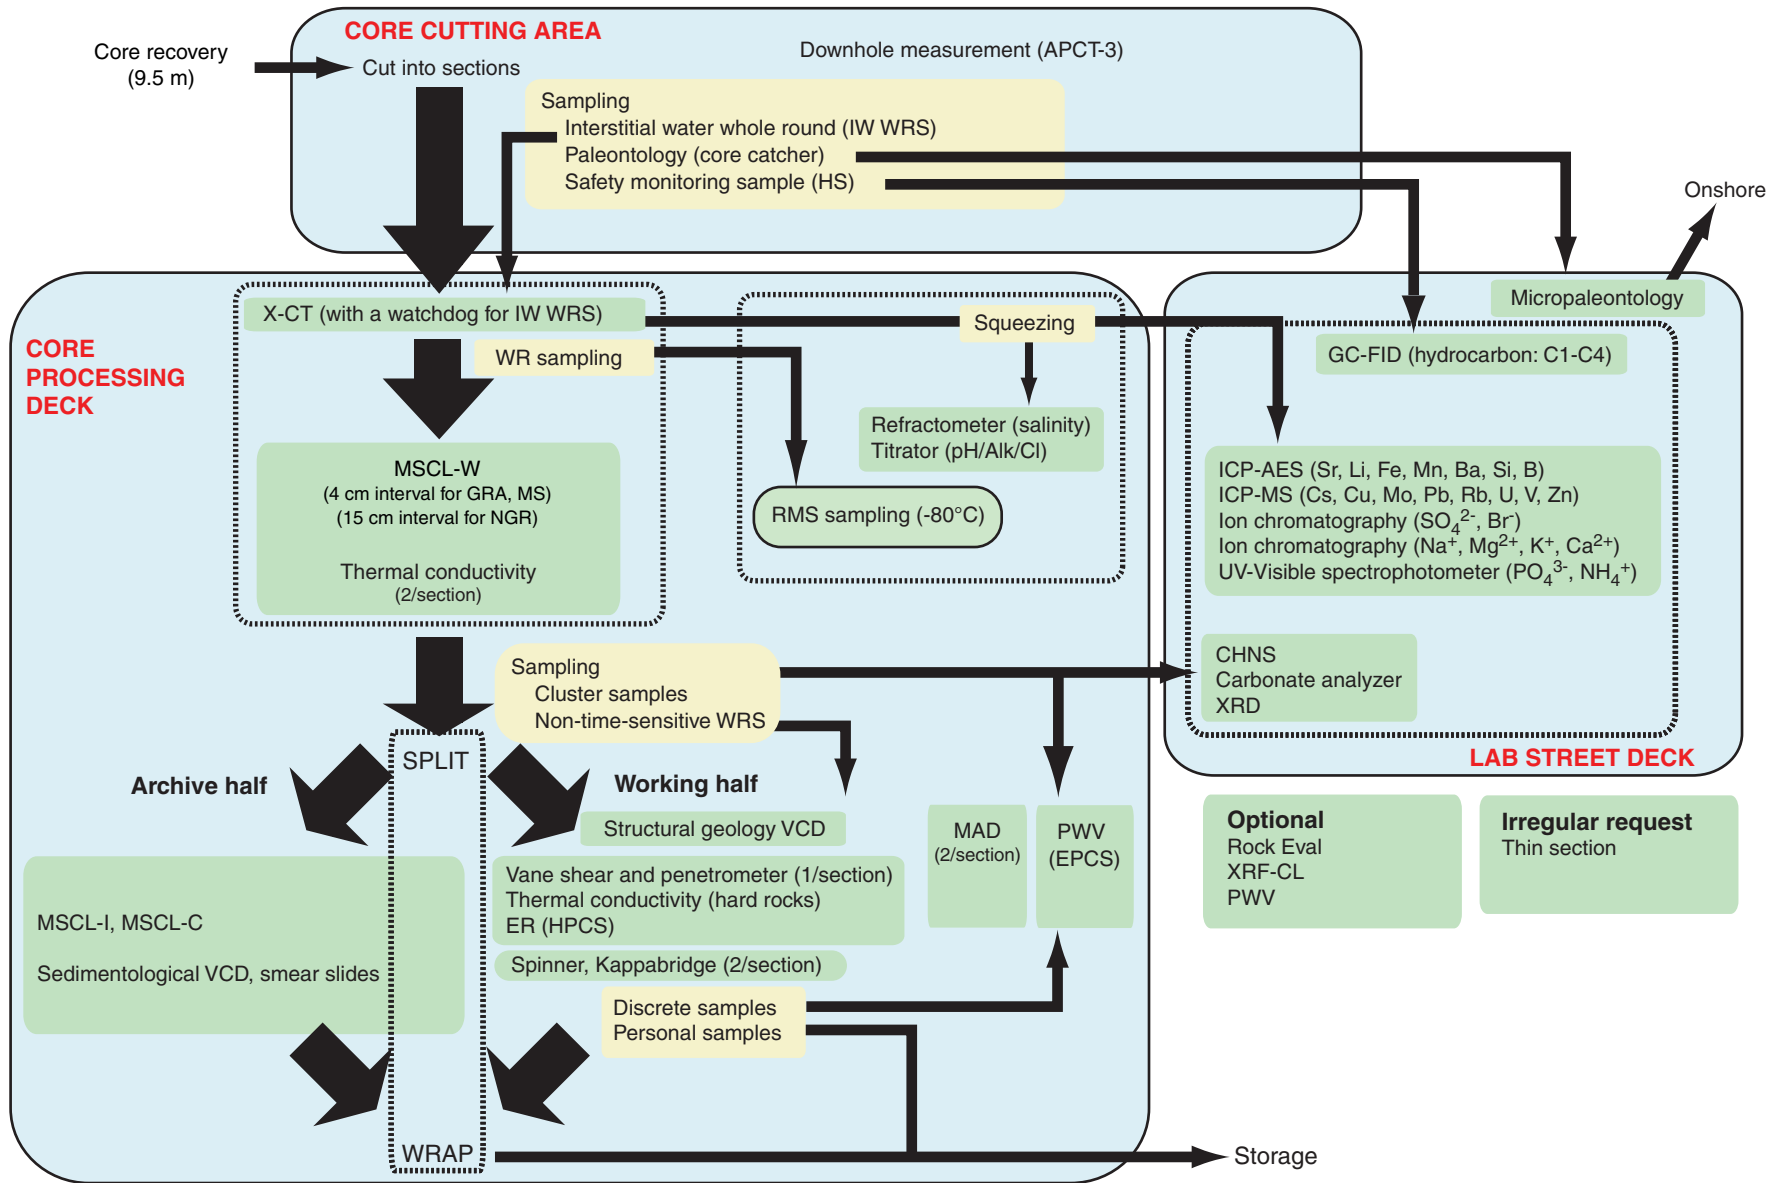 CORE CUTTING AREA
Core recovery
(9.5 m)
Cut into sections
Downhole measurement (APCT-3)
Sampling
Interstitial water whole round (IW WRS)
Paleontology (core catcher)
Safety monitoring sample (HS)
Onshore
CORE
PROCESSING
DECK
X-CT (with a watchdog for IW WRS)
WR sampling
Squeezing
Refractometer (salinity)
Titrator (pH/Alk/Cl)
RMS sampling (-80°C)
MSCL-W
(4 cm interval for GRA, MS)
(15 cm interval for NGR)
Thermal conductivity
(2/section)
Micropaleontology
GC-FID (hydrocarbon: C1-C4)
ICP-AES (Sr, Li, Fe, Mn, Ba, Si, B)
ICP-MS (Cs, Cu, Mo, Pb, Rb, U, V, Zn)
Ion chromatography (SO₄²⁻, Br⁻)
Ion chromatography (Na⁺, Mg²⁺, K⁺, Ca²⁺)
UV-Visible spectrophotometer (PO₄³⁻, NH₄⁺)
CHNS
Carbonate analyzer
XRD
LAB STREET DECK
Sampling
Cluster samples
Non-time-sensitive WRS
SPLIT
Archive half
Working half
Structural geology VCD
Vane shear and penetrometer (1/section)
Thermal conductivity (hard rocks)
ER (HPCS)
Spinner, Kappabridge (2/section)
MAD
(2/section)
PWV
(EPCS)
MSCL-I, MSCL-C
Sedimentological VCD, smear slides
Discrete samples
Personal samples
WRAP
Storage
Optional
Rock Eval
XRF-CL
PWV
Irregular request
Thin section